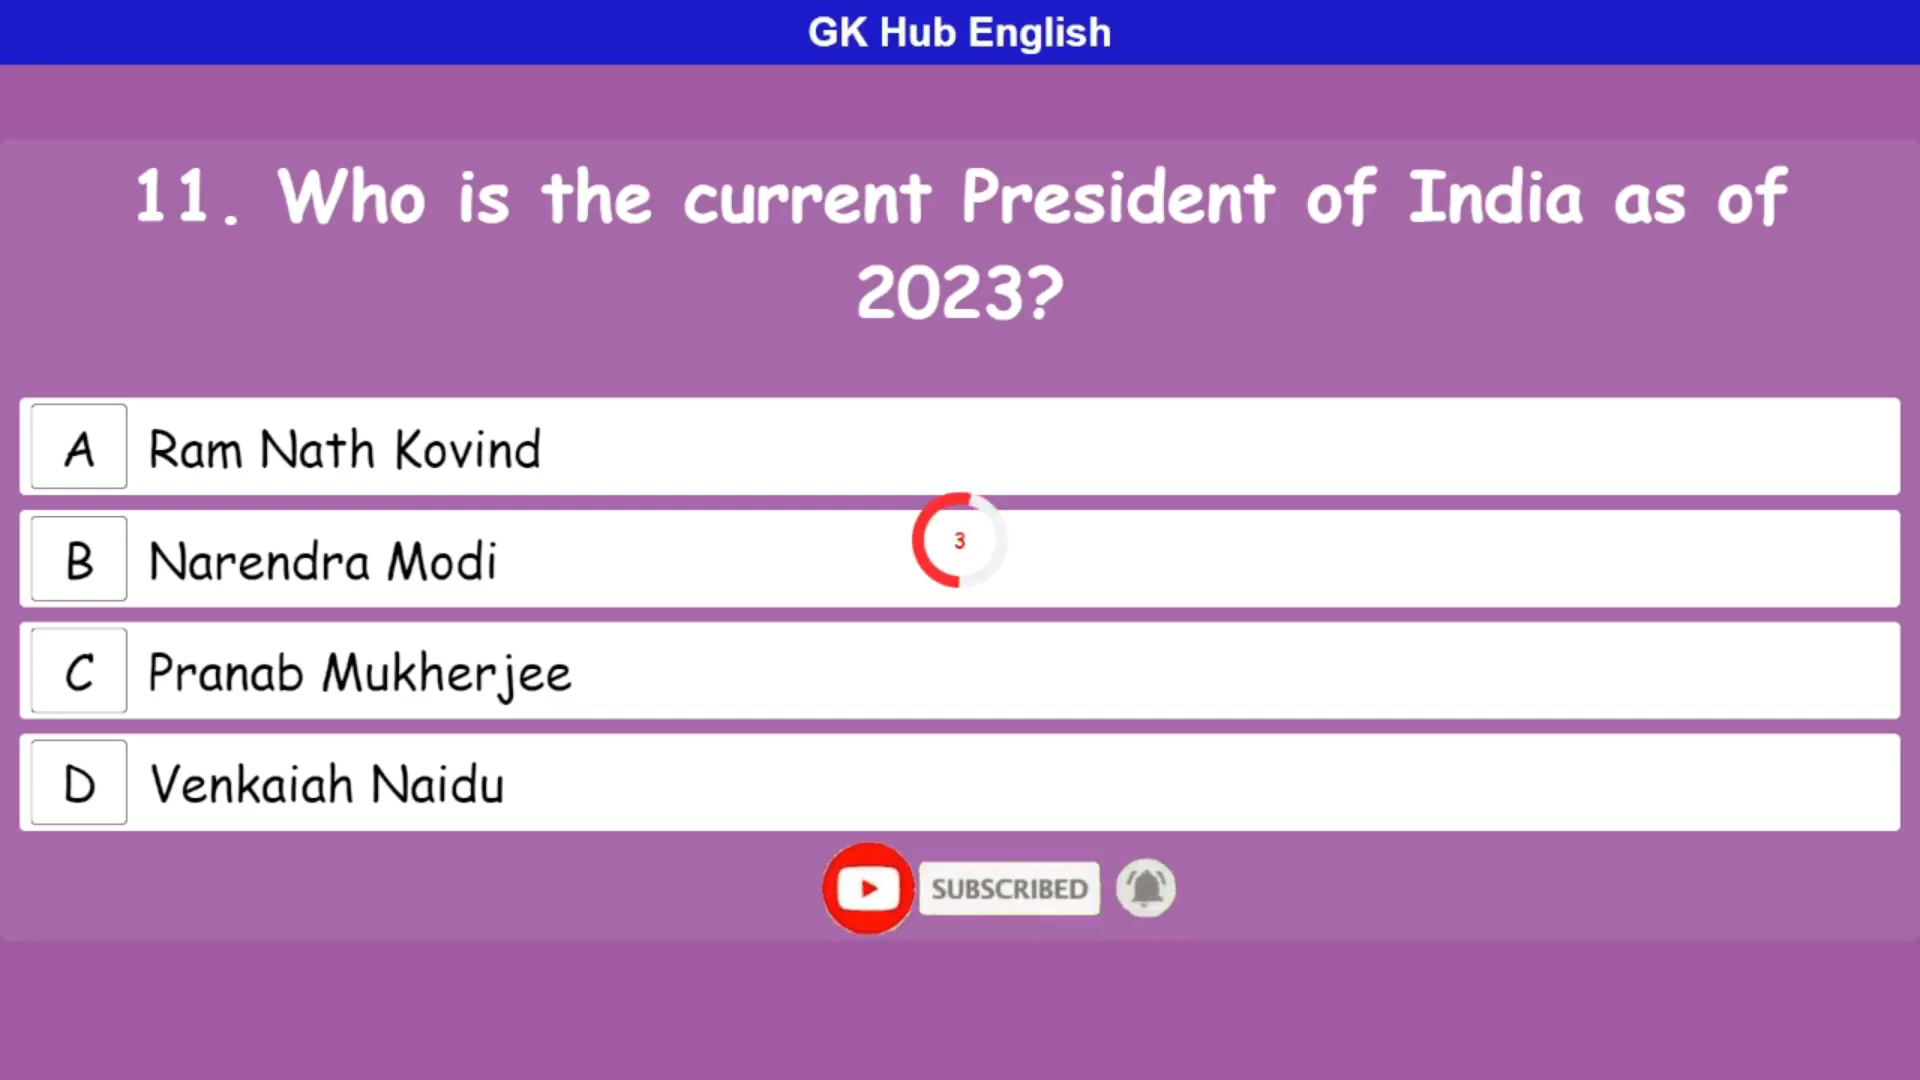 GK Hub English
11. Who is the current President of India as of
2023?
A Ram Nath Kovind
3
B Narendra Modi
C Pranab Mukherjee
D Venkaiah Naidu
SUBSCRIBED